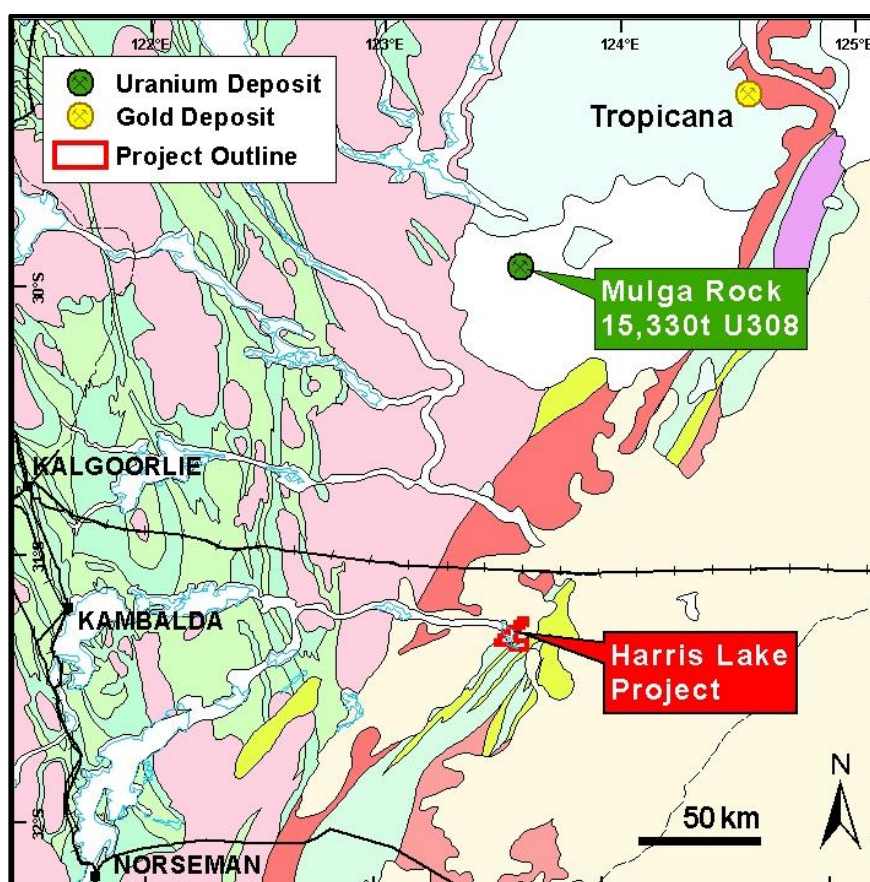 122°E
123°E
124°E
125°E
Uranium Deposit
Gold Deposit
Project Outline
Tropicana
30°S
Mulga Rock
15,330t U308
KALGOORLIE
31°S
KAMBALDA
Harris Lake
Project
N
50 km
32°S
NORSEMAN